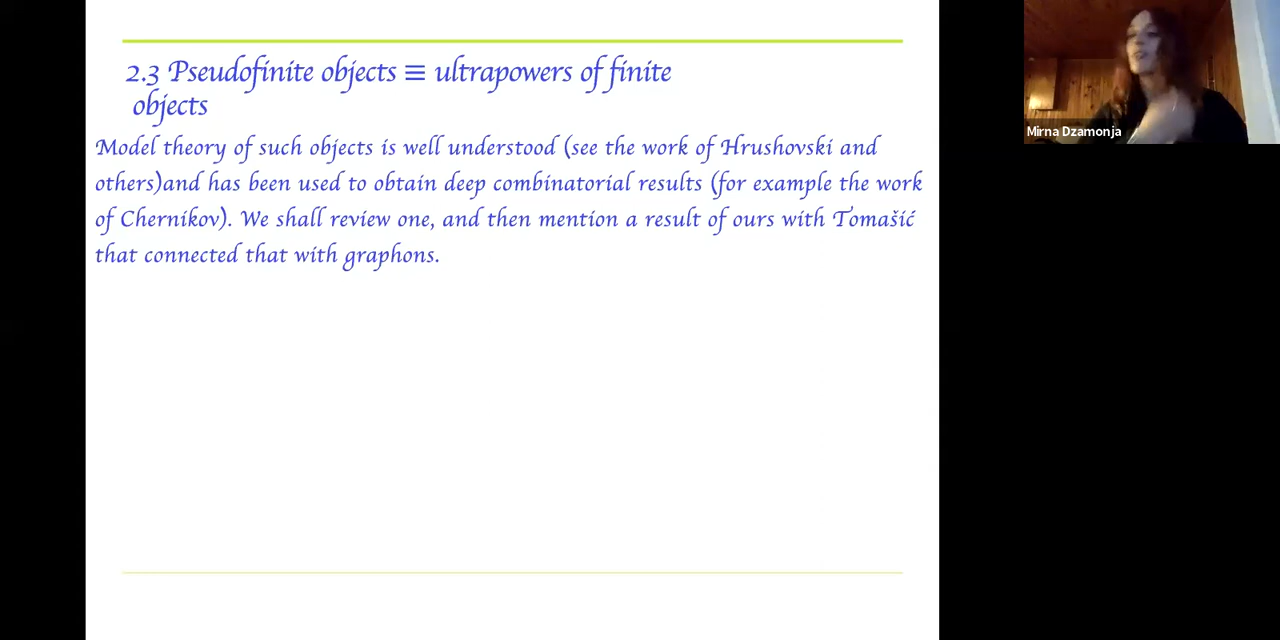 2.3 Pseudofinite objects ≡ ultrapowers of finite
objects
Model theory of such objects is well understood (see the work of Hrushovski and
others)and has been used to obtain deep combinatorial results (for example the work
of Chernikov). We shall review one, and then mention a result of ours with Tomašić
that connected that with graphons.
Mirna Dzamonja